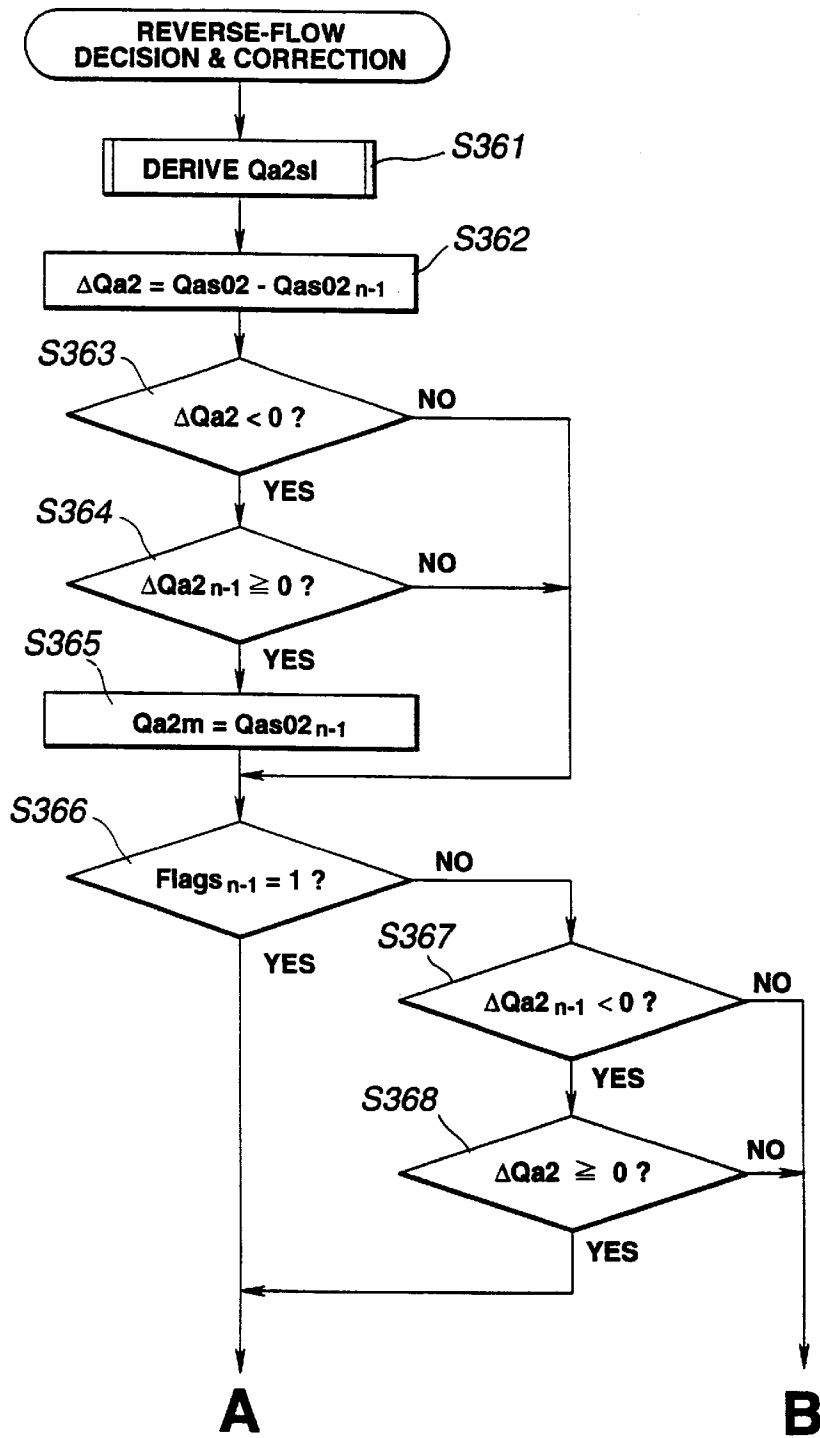 REVERSE-FLOW
DECISION & CORRECTION
S361
DERIVE Qa2sl
S362
ΔQa2 = Qas02 - Qas02 n-1
S363
ΔQa2 < 0 ?
NO
YES
S364
ΔQa2 n-1 ≧ 0 ?
NO
YES
S365
Qa2m = Qas02 n-1
S366
Flags n-1 = 1 ?
NO
YES
S367
ΔQa2 n-1 < 0 ?
NO
YES
S368
ΔQa2 ≧ 0 ?
NO
YES
A
B